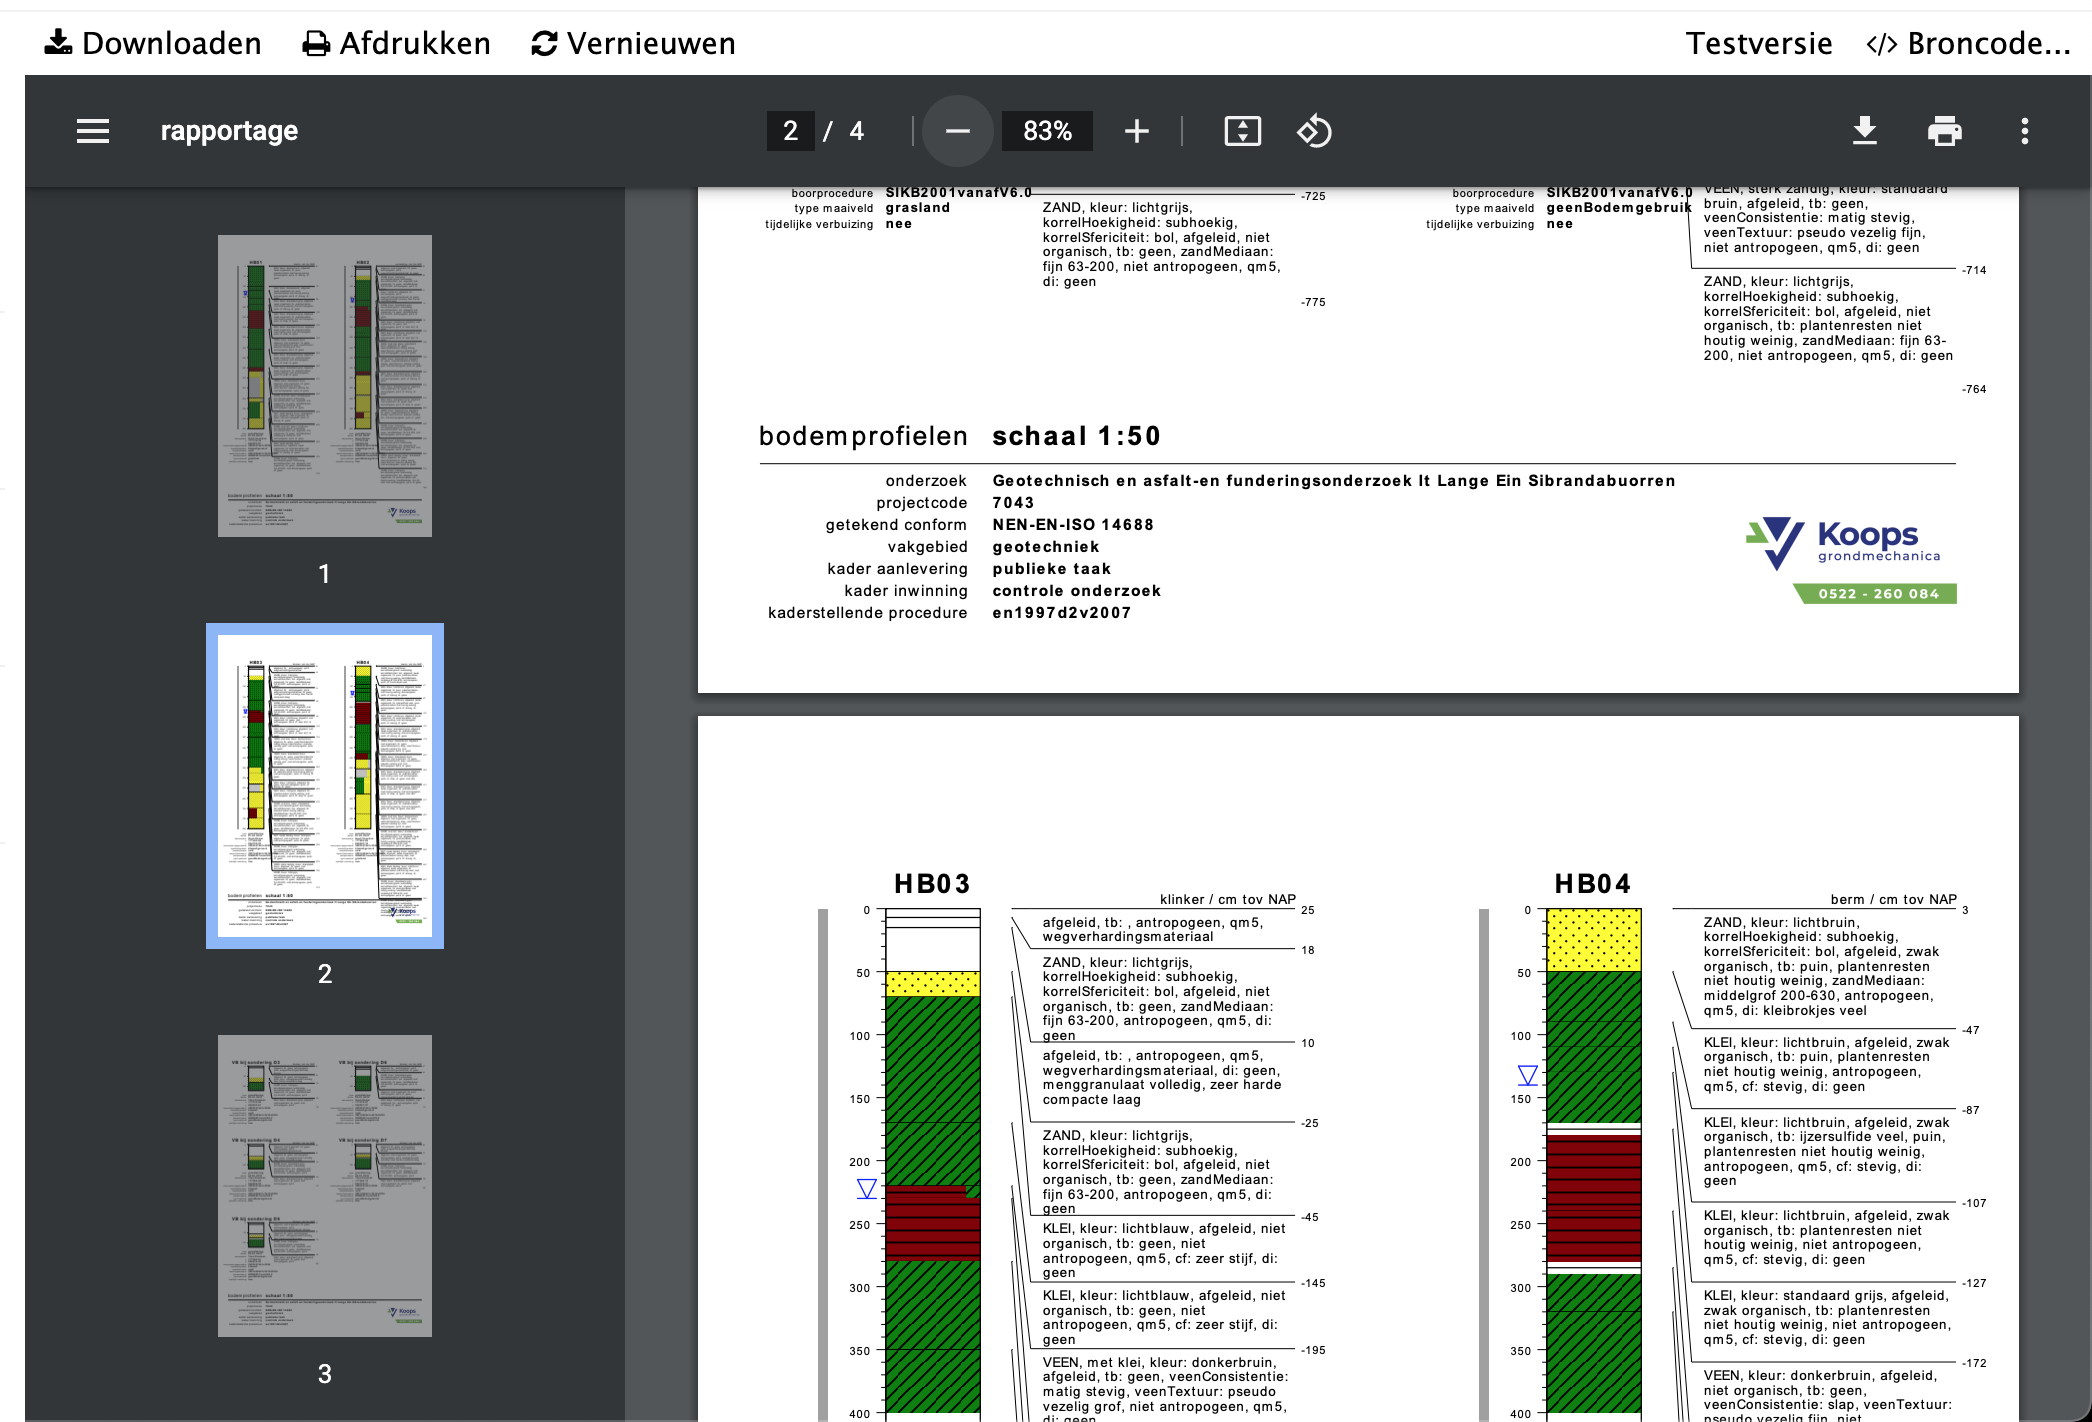 Downloaden Afdrukken Vernieuwen Testversie </> Broncode...
rapportage 2 / 4 83%
1
2
3
boorprocedure SIKB2001vanafV6.0
type maaiveld grasland
tijdelijke verbuizing nee
-725
ZAND, kleur: lichtgrijs,
korrelHoekigheid: subhoekig,
korrelSfericiteit: bol, afgeleid, niet
organisch, tb: geen, zandMediaan:
fijn 63-200, niet antropogeen, qm5,
di: geen
-775
boorprocedure SIKB2001vanafV6.0
type maaiveld geenBodemgebruik
tijdelijke verbuizing nee
VEEN, sterk zandig, kleur: standaard
bruin, afgeleid, tb: geen,
veenConsistentie: matig stevig,
veenTextuur: pseudo vezelig fijn,
niet antropogeen, qm5, di: geen
-714
ZAND, kleur: lichtgrijs,
korrelHoekigheid: subhoekig,
korrelSfericiteit: bol, afgeleid, niet
organisch, tb: plantenresten niet
houtig weinig, zandMediaan: fijn 63-
200, niet antropogeen, qm5, di: geen
-764
bodemprofielen schaal 1:50
onderzoek Geotechnisch en asfalt-en funderingsonderzoek It Lange Ein Sibrandabuorren
projectcode 7043
getekend conform NEN-EN-ISO 14688
vakgebied geotechniek
kader aanlevering publieke taak
kader inwinning controle onderzoek
kaderstellende procedure en1997d2v2007
Koops
grondmechanica
0522 - 260 084
HB03
klinker / cm tov NAP
0
50
100
150
200
250
300
350
400
25
afgeleid, tb: , antropogeen, qm5,
wegverhardingsmateriaal
18
ZAND, kleur: lichtgrijs,
korrelHoekigheid: subhoekig,
korrelSfericiteit: bol, afgeleid, niet
organisch, tb: geen, zandMediaan:
fijn 63-200, antropogeen, qm5, di:
geen
10
afgeleid, tb: , antropogeen, qm5,
wegverhardingsmateriaal, di: geen,
menggranulaat volledig, zeer harde
compacte laag
-25
ZAND, kleur: lichtgrijs,
korrelHoekigheid: subhoekig,
korrelSfericiteit: bol, afgeleid, niet
organisch, tb: geen, zandMediaan:
fijn 63-200, antropogeen, qm5, di:
geen
-45
KLEI, kleur: lichtblauw, afgeleid, niet
organisch, tb: geen, niet
antropogeen, qm5, cf: zeer stijf, di:
geen
-145
KLEI, kleur: lichtblauw, afgeleid, niet
organisch, tb: geen, niet
antropogeen, qm5, cf: zeer stijf, di:
geen
-195
VEEN, met klei, kleur: donkerbruin,
afgeleid, tb: geen, veenConsistentie:
matig stevig, veenTextuur: pseudo
vezelig grof, niet antropogeen, qm5,
di: geen
HB04
berm / cm tov NAP
0
50
100
150
200
250
300
350
400
3
ZAND, kleur: lichtbruin,
korrelHoekigheid: subhoekig,
korrelSfericiteit: bol, afgeleid, zwak
organisch, tb: puin, plantenresten
niet houtig weinig, zandMediaan:
middelgrof 200-630, antropogeen,
qm5, di: kleibrokjes veel
-47
KLEI, kleur: lichtbruin, afgeleid, zwak
organisch, tb: puin, plantenresten
niet houtig weinig, antropogeen,
qm5, cf: stevig, di: geen
-87
KLEI, kleur: lichtbruin, afgeleid, zwak
organisch, tb: ijzersulfide veel, puin,
plantenresten niet houtig weinig,
antropogeen, qm5, cf: stevig, di:
geen
-107
KLEI, kleur: lichtbruin, afgeleid, zwak
organisch, tb: plantenresten niet
houtig weinig, niet antropogeen,
qm5, cf: stevig, di: geen
-127
KLEI, kleur: standaard grijs, afgeleid,
zwak organisch, tb: plantenresten
niet houtig weinig, niet antropogeen,
qm5, cf: stevig, di: geen
-172
VEEN, kleur: donkerbruin, afgeleid,
niet organisch, tb: geen,
veenConsistentie: slap, veenTextuur:
pseudo vezelig fijn, niet